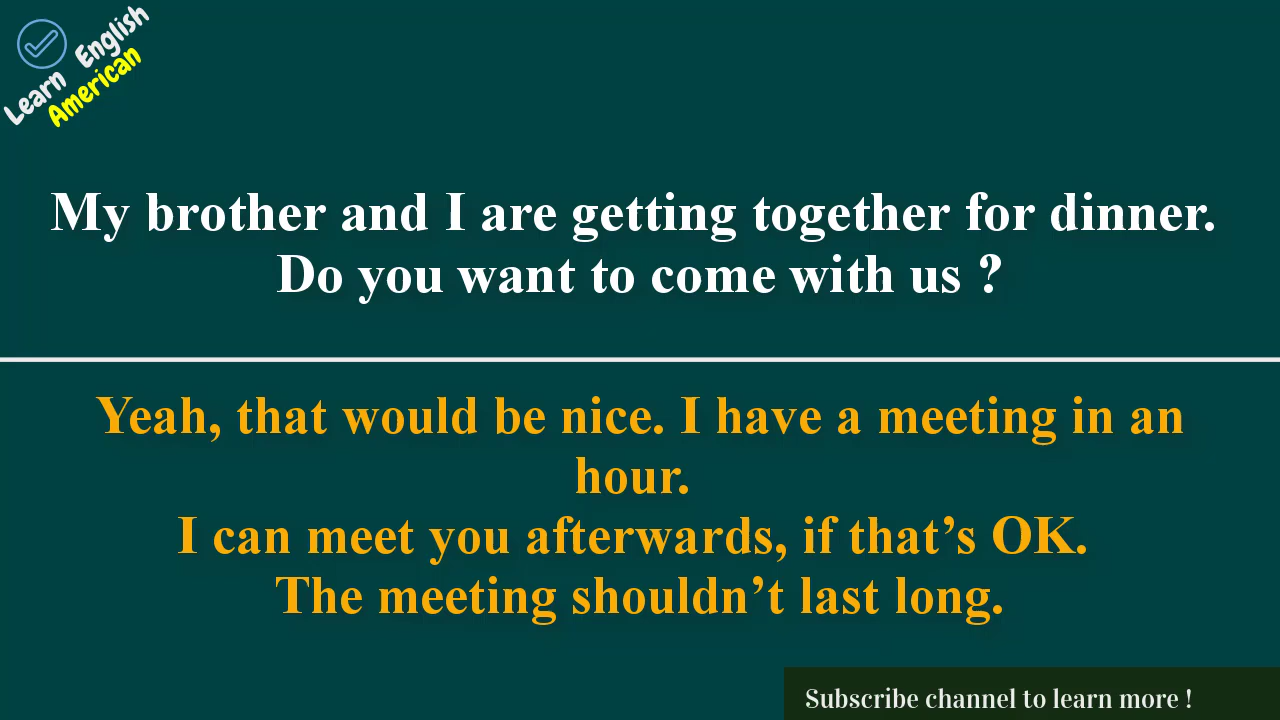 Learn English
American
My brother and I are getting together for dinner.
Do you want to come with us ?
Yeah, that would be nice. I have a meeting in an
hour.
I can meet you afterwards, if that’s OK.
The meeting shouldn’t last long.
Subscribe channel to learn more !